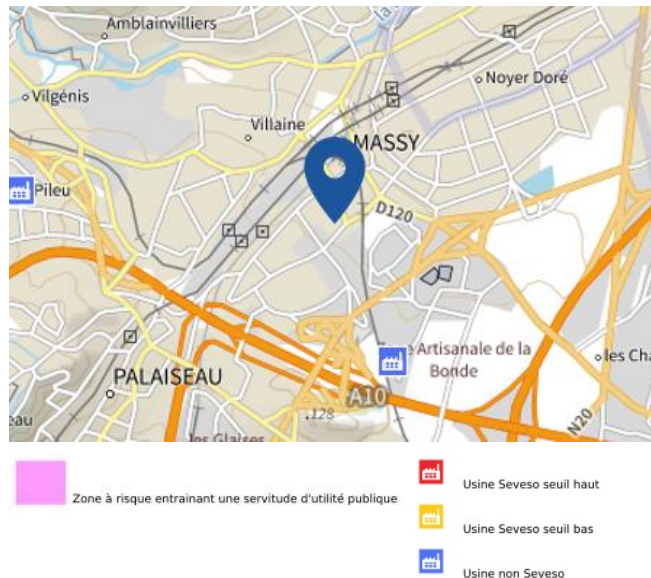 Amblainvilliers
la
Noyer Doré
Vilgénis
Villaine
MASSY
Pileu
D120
Artisanale de la
Bonde
les Cha
PALAISEAU
A10
N20
eau
128
les Glaises
Zone à risque entrainant une servitude d'utilité publique
Usine Seveso seuil haut
Usine Seveso seuil bas
Usine non Seveso